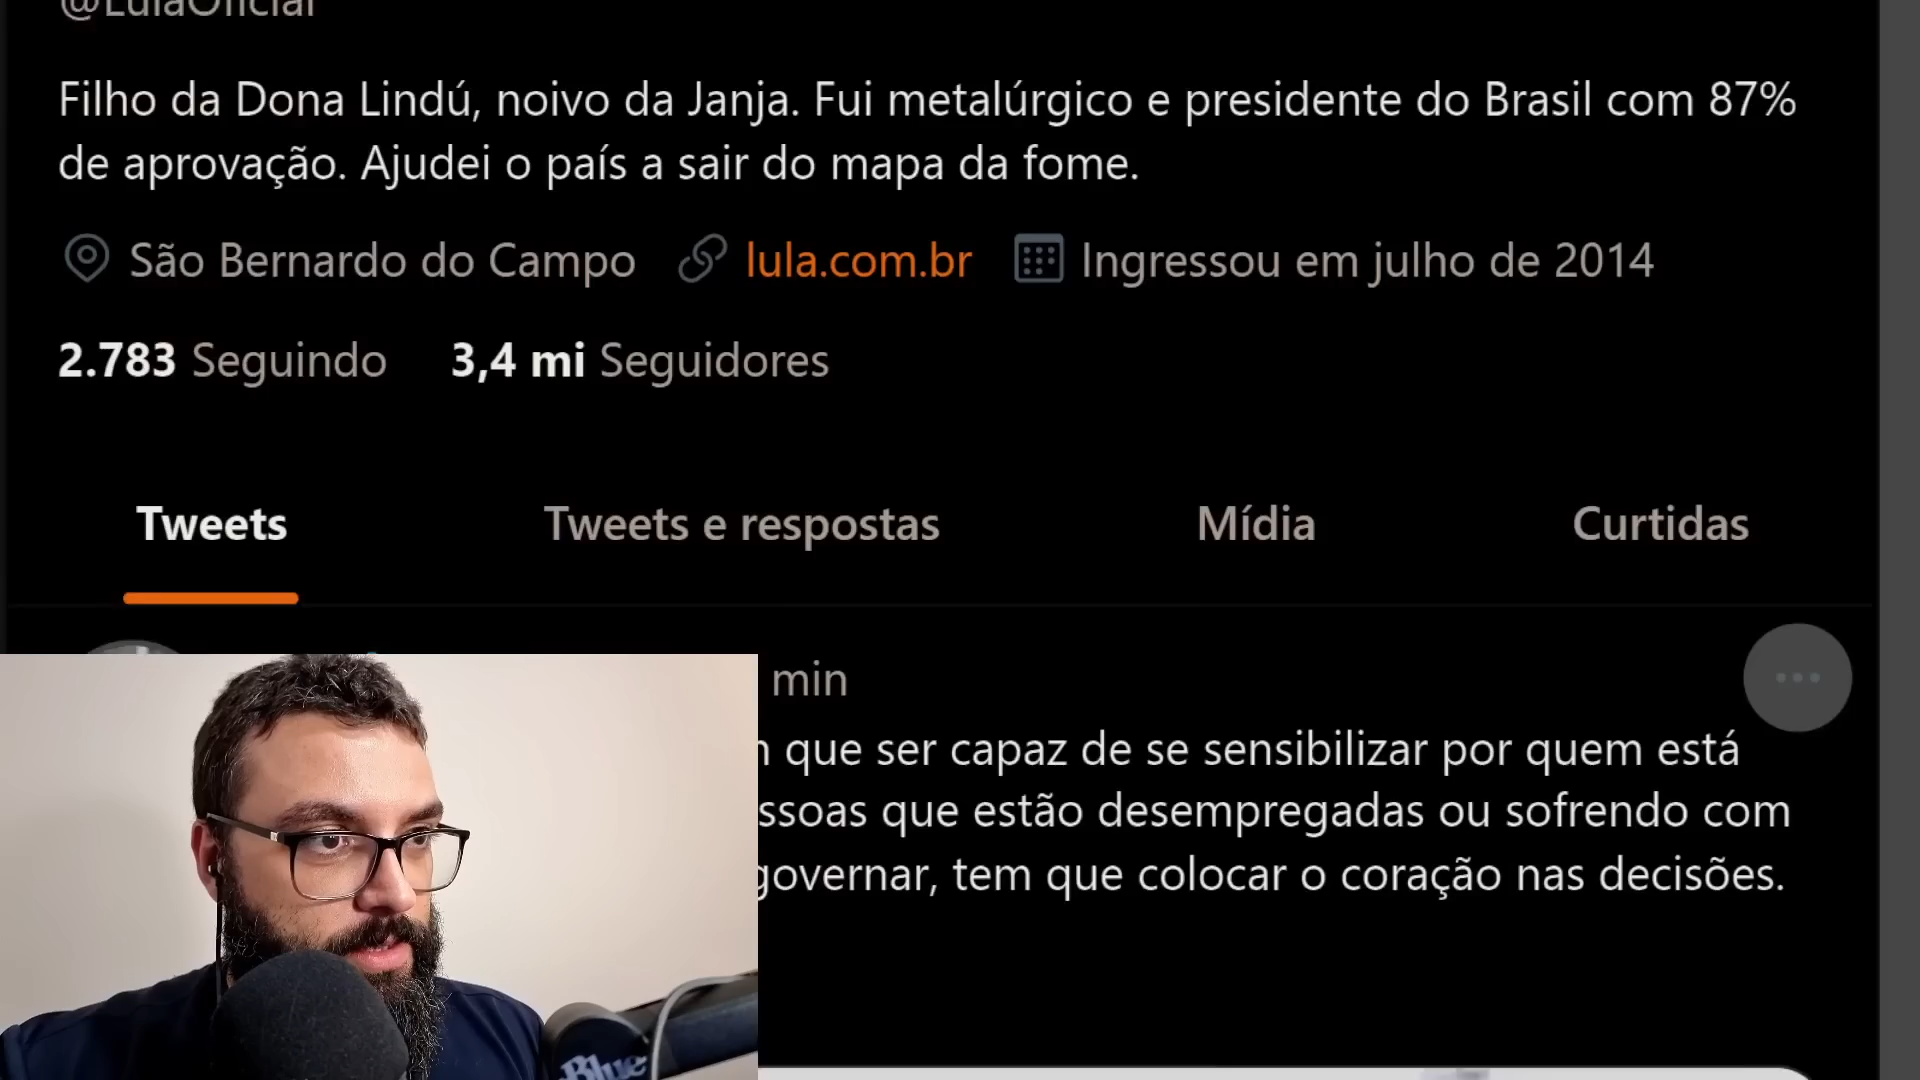 @LulaOficial
Filho da Dona Lindú, noivo da Janja. Fui metalúrgico e presidente do Brasil com 87%
de aprovação. Ajudei o país a sair do mapa da fome.
São Bernardo do Campo lula.com.br Ingressou em julho de 2014
2.783 Seguindo 3,4 mi Seguidores
Tweets Tweets e respostas Mídia Curtidas
min
que ser capaz de se sensibilizar por quem está
ssoas que estão desempregadas ou sofrendo com
governar, tem que colocar o coração nas decisões.
Blue